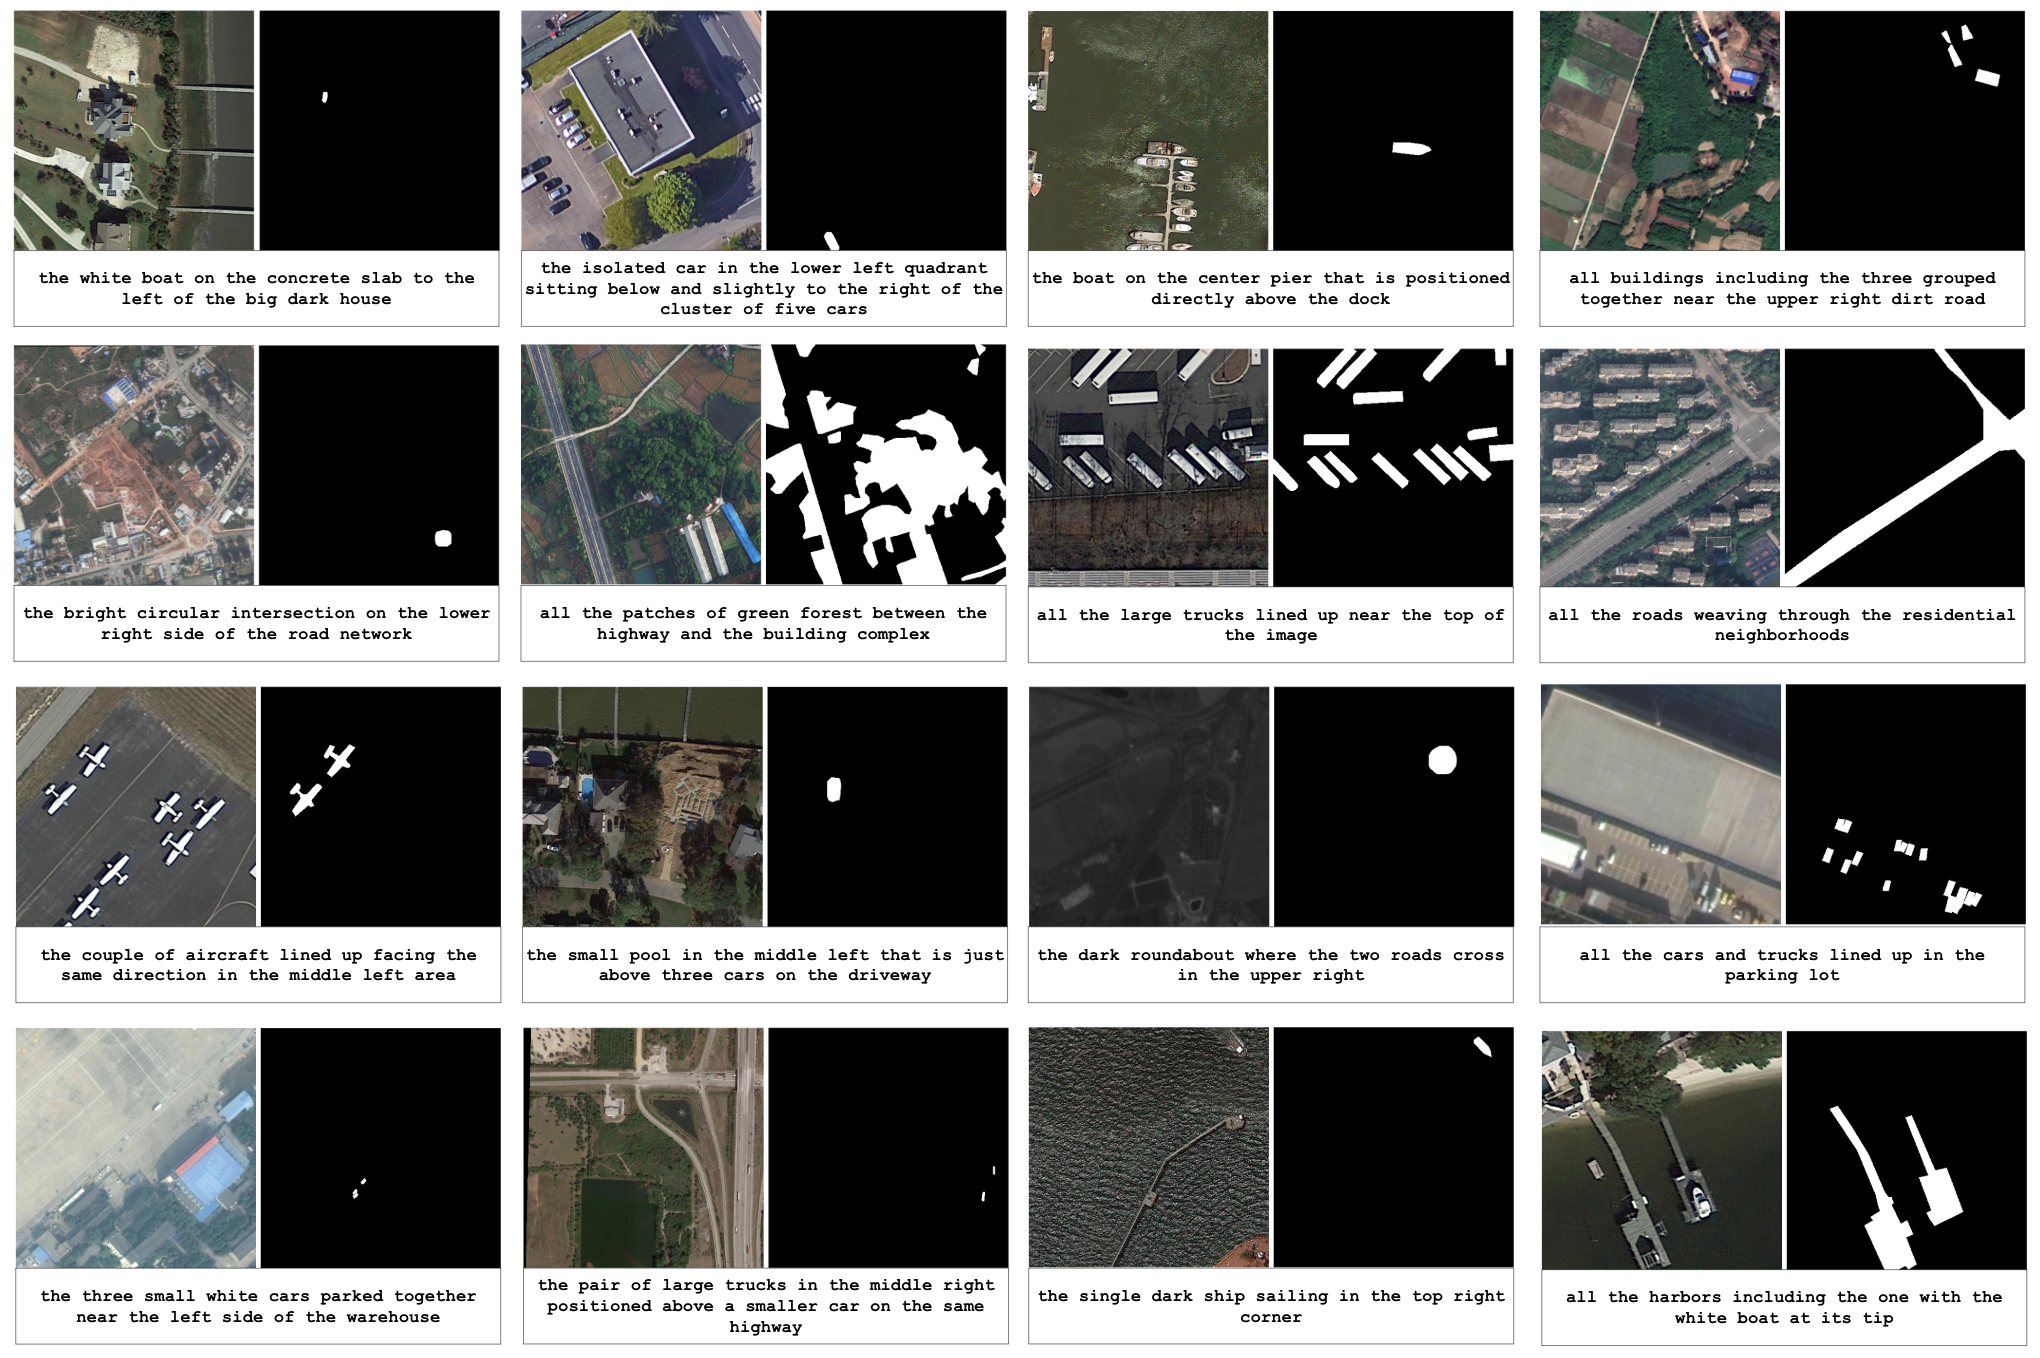 the white boat on the concrete slab to the
left of the big dark house
the isolated car in the lower left quadrant
sitting below and slightly to the right of the
cluster of five cars
the boat on the center pier that is positioned
directly above the dock
all buildings including the three grouped
together near the upper right dirt road
the bright circular intersection on the lower
right side of the road network
all the patches of green forest between the
highway and the building complex
all the large trucks lined up near the top of
the image
all the roads weaving through the residential
neighborhoods
the couple of aircraft lined up facing the
same direction in the middle left area
the small pool in the middle left that is just
above three cars on the driveway
the dark roundabout where the two roads cross
in the upper right
all the cars and trucks lined up in the
parking lot
the three small white cars parked together
near the left side of the warehouse
the pair of large trucks in the middle right
positioned above a smaller car on the same
highway
the single dark ship sailing in the top right
corner
all the harbors including the one with the
white boat at its tip